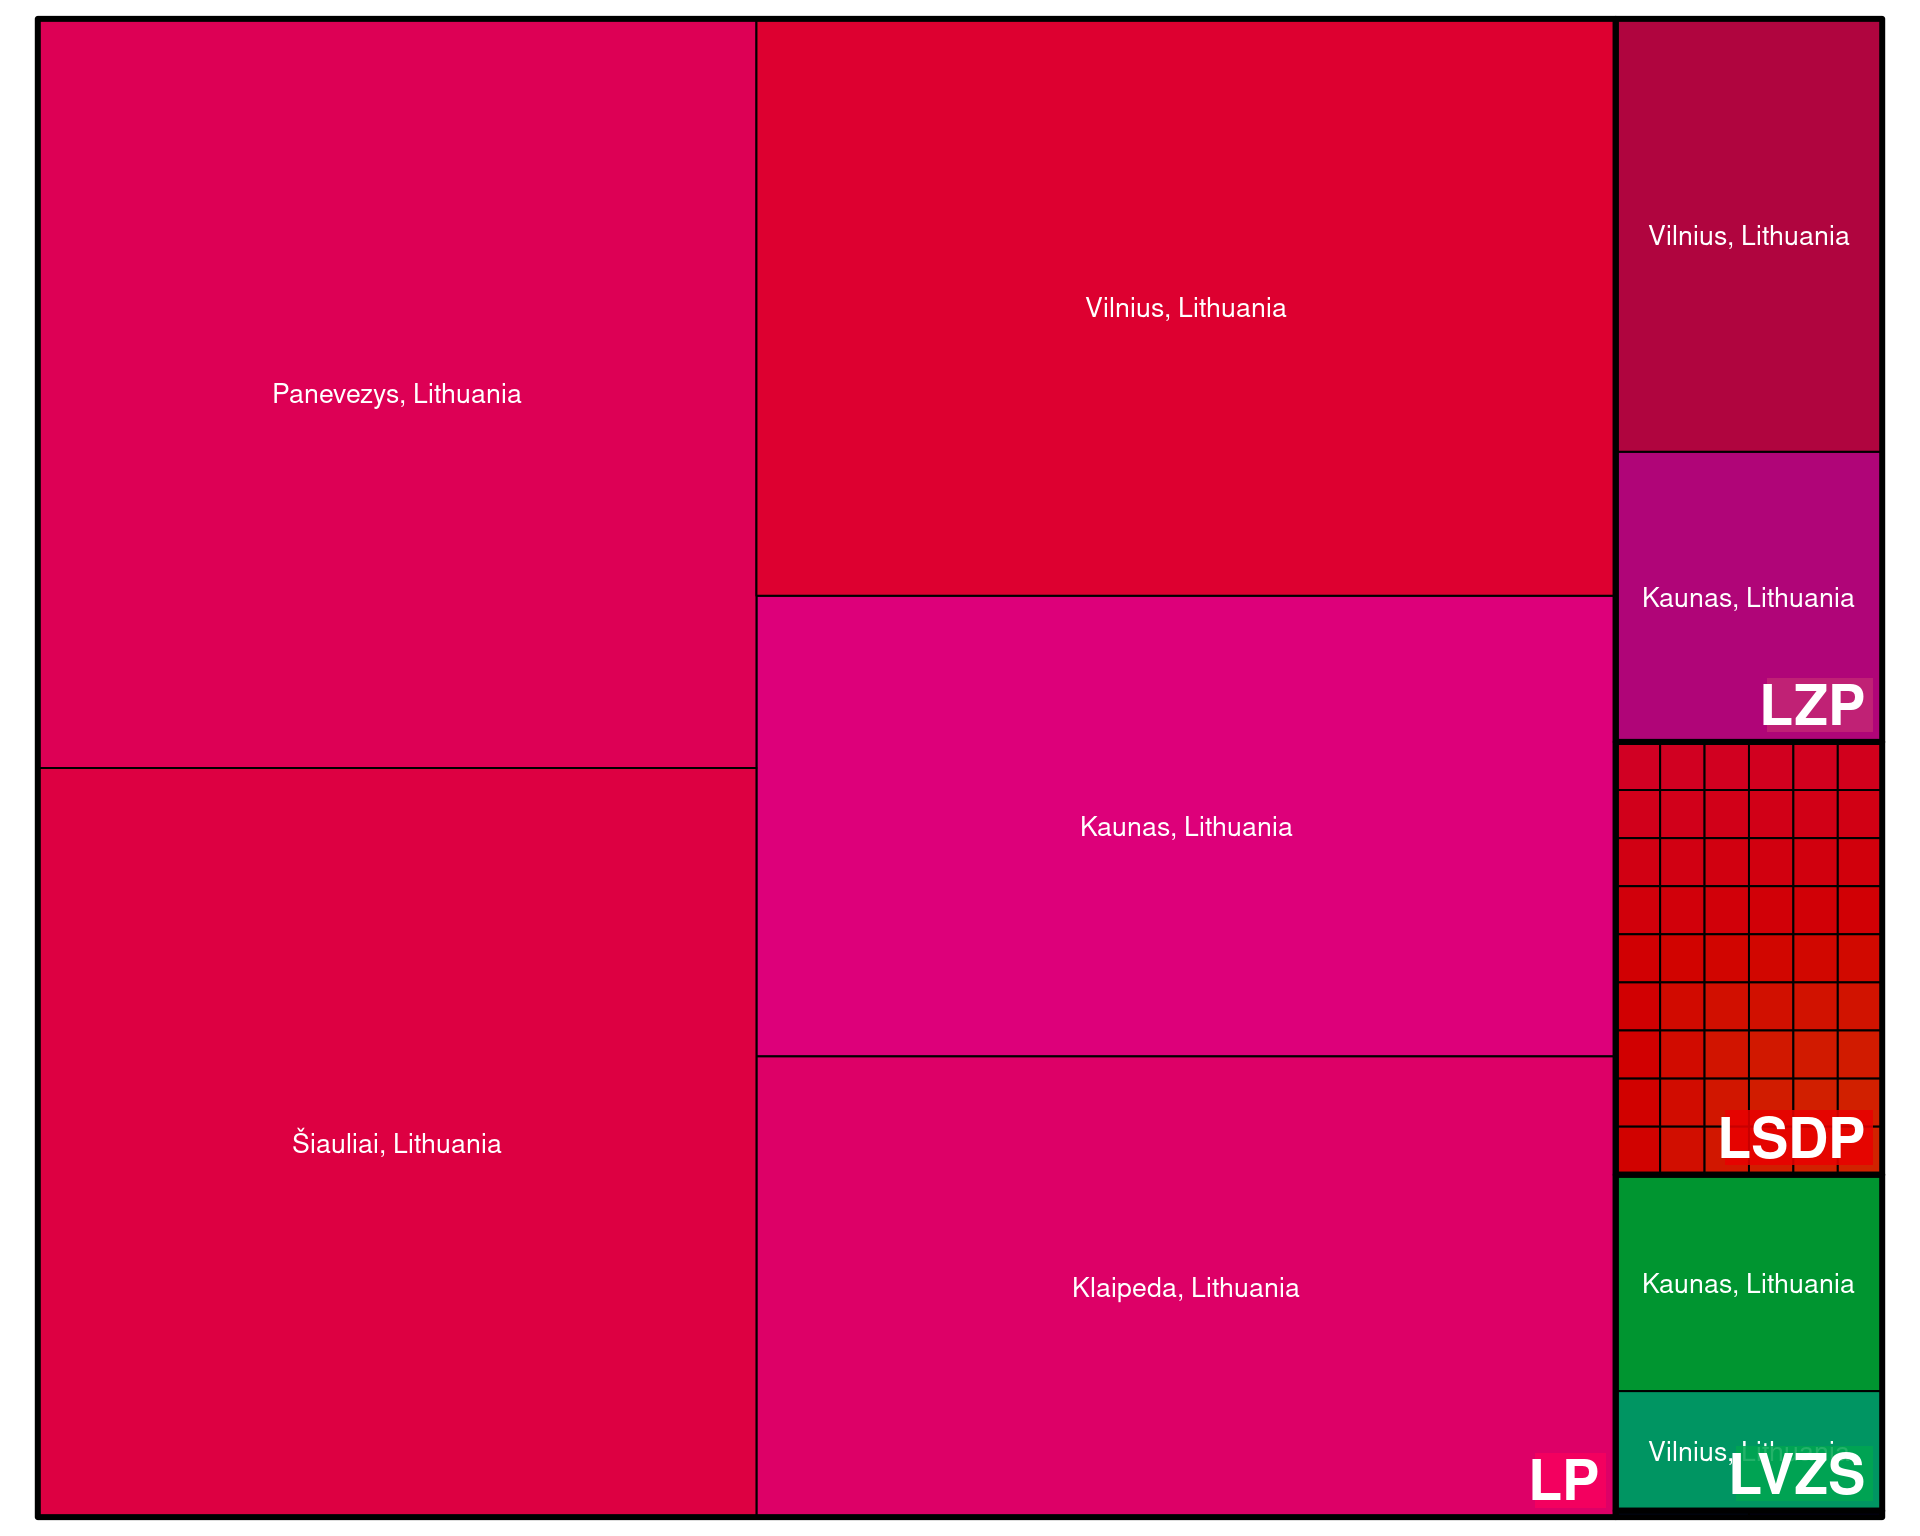 Panevezys, Lithuania
Šiauliai, Lithuania
Vilnius, Lithuania
Kaunas, Lithuania
Klaipeda, Lithuania
LP
Vilnius, Lithuania
Kaunas, Lithuania
LZP
LSDP
Kaunas, Lithuania
Vilnius, Lithuania
LVZS